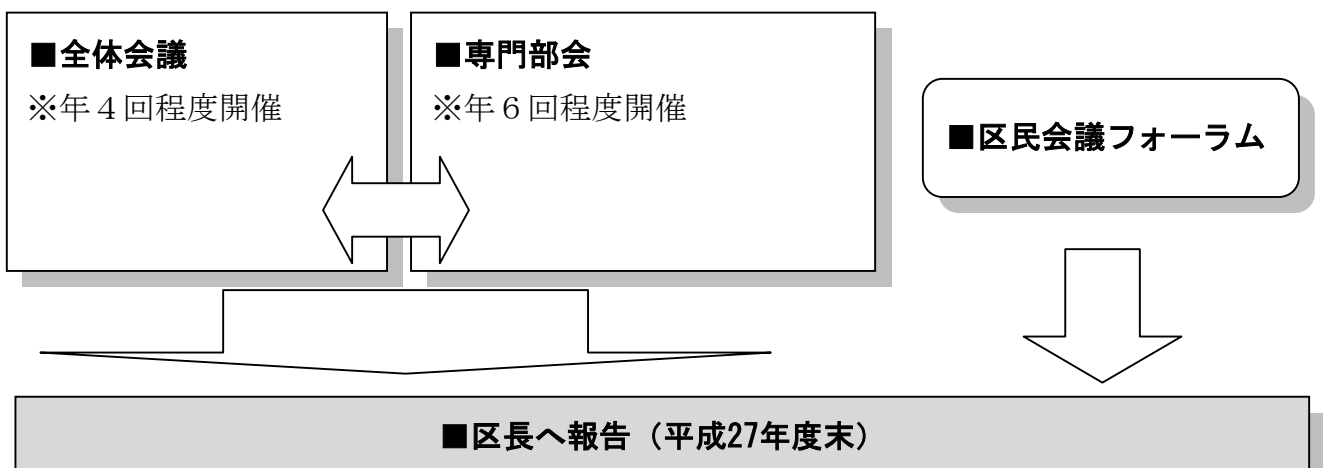 ■全体会議
※年４回程度開催
■専門部会
※年６回程度開催
■区民会議フォーラム
■区長へ報告（平成27年度末）